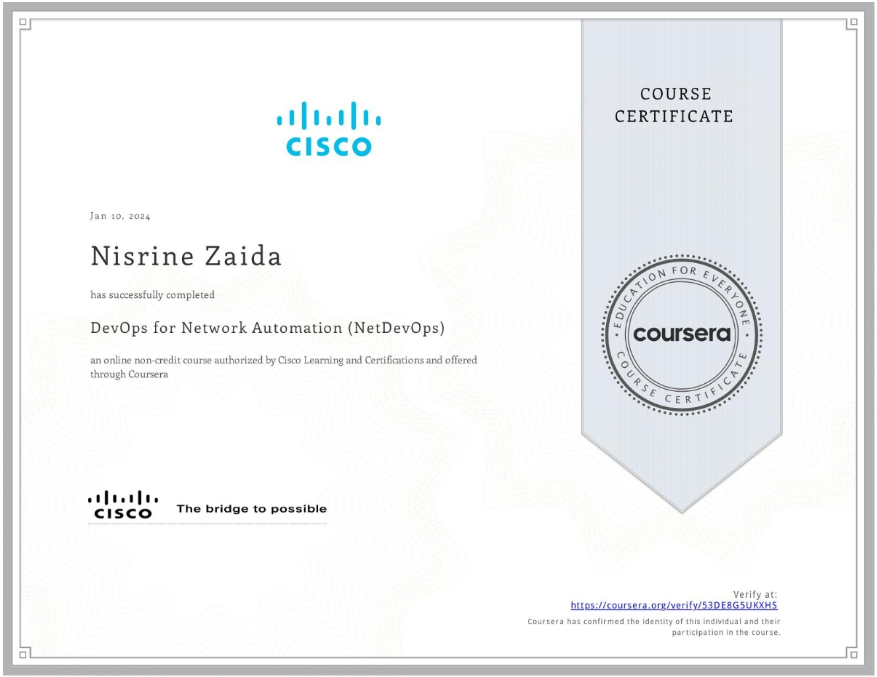 COURSE
CERTIFICATE
CISCO
Jan 10, 2024
Nisrine Zaida
has successfully completed
DevOps for Network Automation (NetDevOps)
an online non-credit course authorized by Cisco Learning and Certifications and offered
through Coursera
EDUCATION FOR EVERYONE
coursera
COURSE CERTIFICATE
CISCO The bridge to possible
Verify at:
https://coursera.org/verify/53DE8G5UKXHS
Coursera has confirmed the identity of this individual and their
participation in the course.